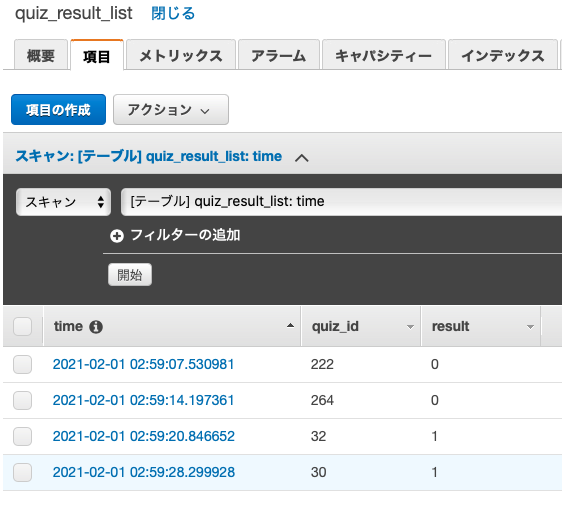 quiz_result_list 閉じる
概要 項目 メトリックス アラーム キャパシティー インデックス
項目の作成 アクション
スキャン: [テーブル] quiz_result_list: time
スキャン [テーブル] quiz_result_list: time
フィルターの追加
開始
time quiz_id result
2021-02-01 02:59:07.530981 222 0
2021-02-01 02:59:14.197361 264 0
2021-02-01 02:59:20.846652 32 1
2021-02-01 02:59:28.299928 30 1